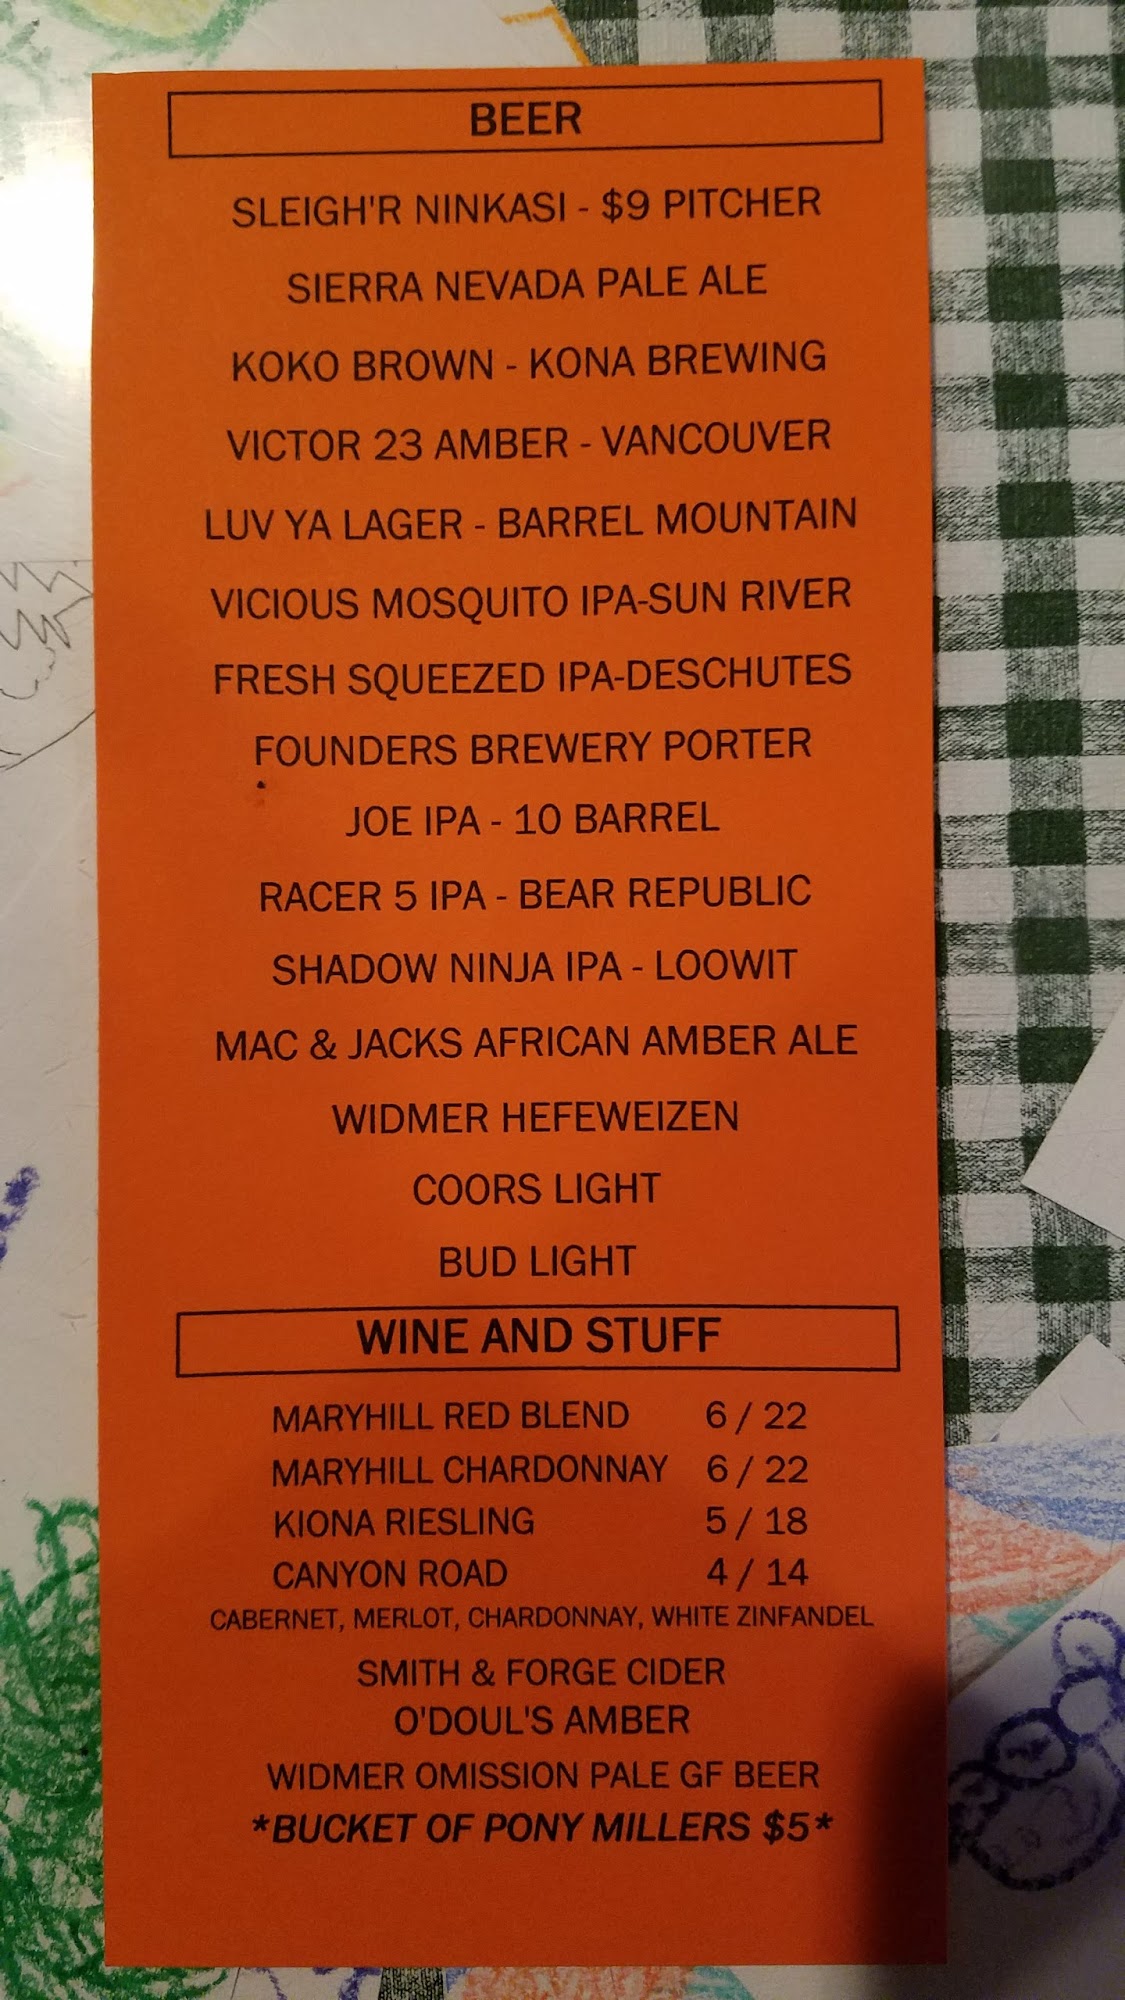 BEER
SLEIGH'R NINKASI - $9 PITCHER
SIERRA NEVADA PALE ALE
KOKO BROWN - KONA BREWING
VICTOR 23 AMBER - VANCOUVER
LUV YA LAGER - BARREL MOUNTAIN
VICIOUS MOSQUITO IPA-SUN RIVER
FRESH SQUEEZED IPA-DESCHUTES
FOUNDERS BREWERY PORTER
JOE IPA - 10 BARREL
RACER 5 IPA - BEAR REPUBLIC
SHADOW NINJA IPA - LOOWIT
MAC & JACKS AFRICAN AMBER ALE
WIDMER HEFEWEIZEN
COORS LIGHT
BUD LIGHT
WINE AND STUFF
MARYHILL RED BLEND 6 / 22
MARYHILL CHARDONNAY 6 / 22
KIONA RIESLING 5 / 18
CANYON ROAD 4 / 14
CABERNET, MERLOT, CHARDONNAY, WHITE ZINFANDEL
SMITH & FORGE CIDER
O'DOUL'S AMBER
WIDMER OMISSION PALE GF BEER
*BUCKET OF PONY MILLERS $5*